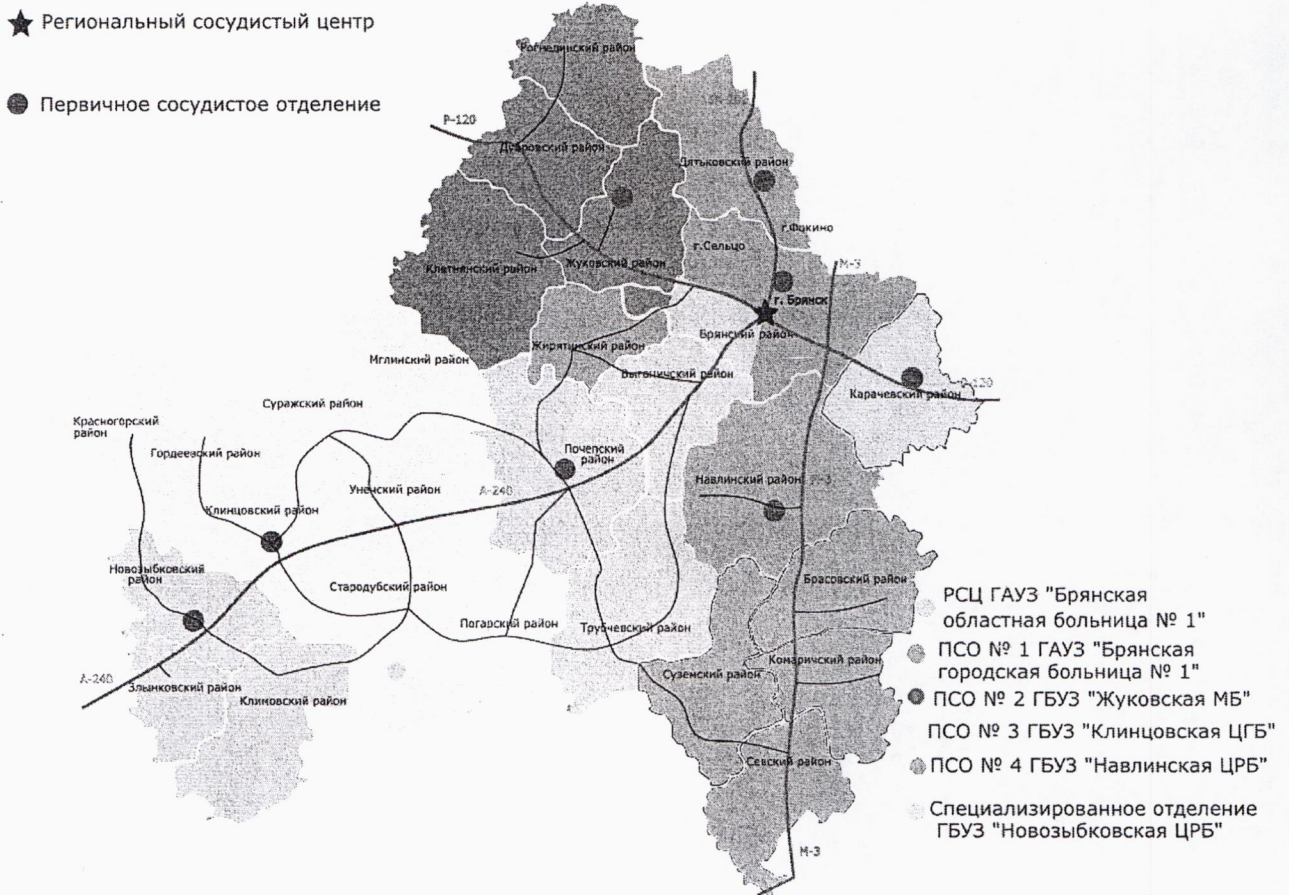 Региональный сосудистый центр
Первичное сосудистое отделение
Рогнединский район
Р-120
Дубровский район
Дятьковский район
г.Фокино
г.Сельцо
Клетнянский район
Жуковский район
М-3
г. Брянск
Брянский район
Жирятинский район
Мглинский район
Выгоничский район
Карачевский район
Р-120
Суражский район
Красногорский
район
Гордеевский район
Почепский
район
Навлинский район
М-3
Унечский район
А-240
Клинцовский район
Новозыбковский
район
Стародубский район
Брасовский район
Погарский район
Трубчевский район
Комаричский район
Суземский район
А-240
Злынковский район
Климовский район
Севский район
М-3
РСЦ ГАУЗ "Брянская
областная больница № 1"
ПСО № 1 ГАУЗ "Брянская
городская больница № 1"
ПСО № 2 ГБУЗ "Жуковская МБ"
ПСО № 3 ГБУЗ "Клинцовская ЦГБ"
ПСО № 4 ГБУЗ "Навлинская ЦРБ"
Специализированное отделение
ГБУЗ "Новозыбковская ЦРБ"